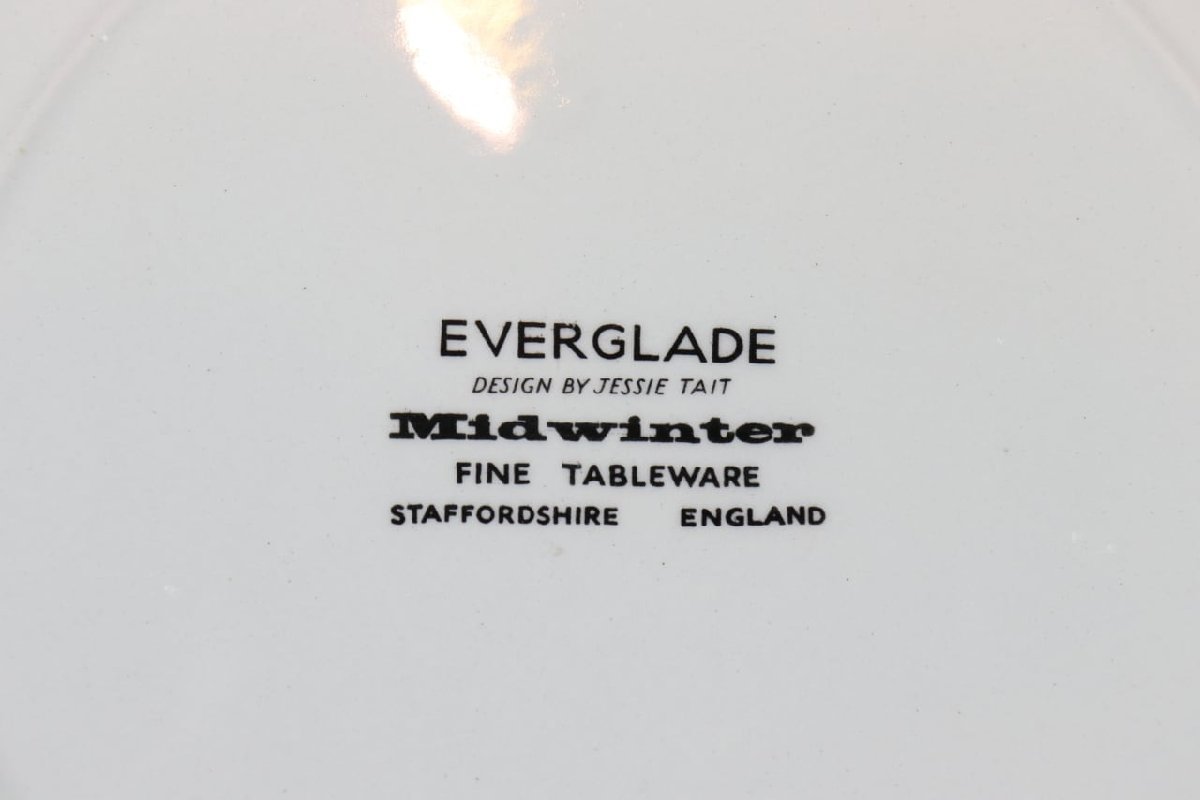 EVERGLADE
DESIGN BY JESSIE TAIT
Midwinter
FINE TABLEWARE
STAFFORDSHIRE ENGLAND